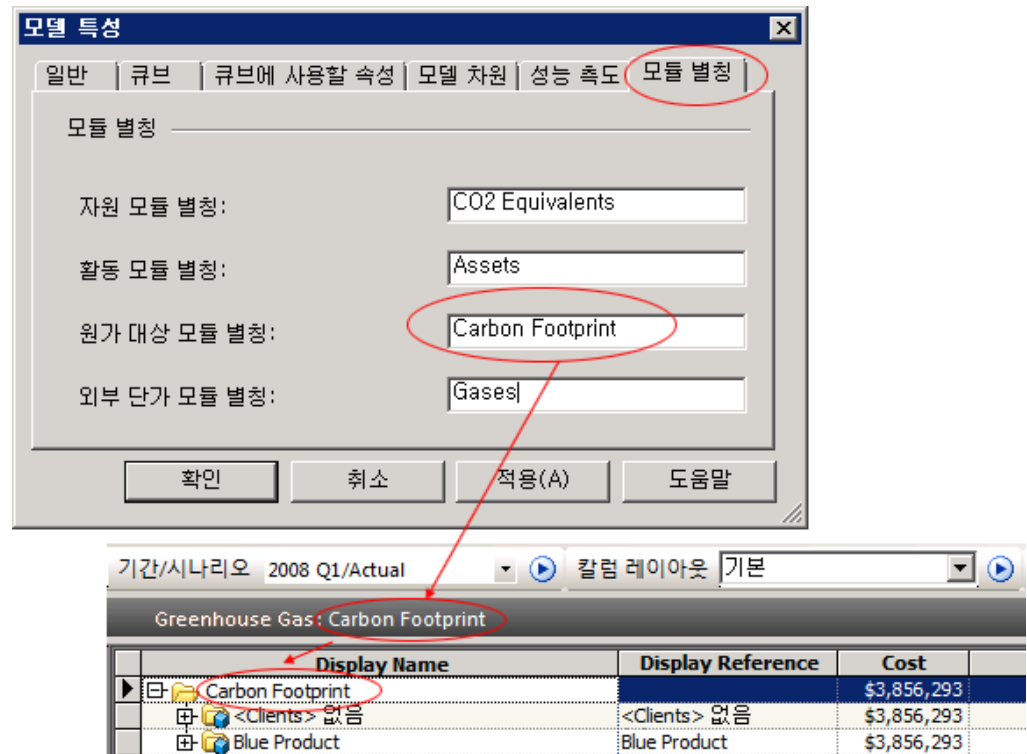 모델 특성
일반 큐브 큐브에 사용할 속성 모델 차원 성능 측도 모듈 별칭
모듈 별칭
자원 모듈 별칭: CO2 Equivalents
활동 모듈 별칭: Assets
원가 대상 모듈 별칭: Carbon Footprint
외부 단가 모듈 별칭: Gases
확인 취소 적용(A) 도움말
기간/시나리오 2008 Q1/Actual 칼럼 레이아웃 기본
Greenhouse Gas: Carbon Footprint
Display Name Display Reference Cost
Carbon Footprint $3,856,293
<Clients> 없음 <Clients> 없음 $3,856,293
Blue Product Blue Product $3,856,293